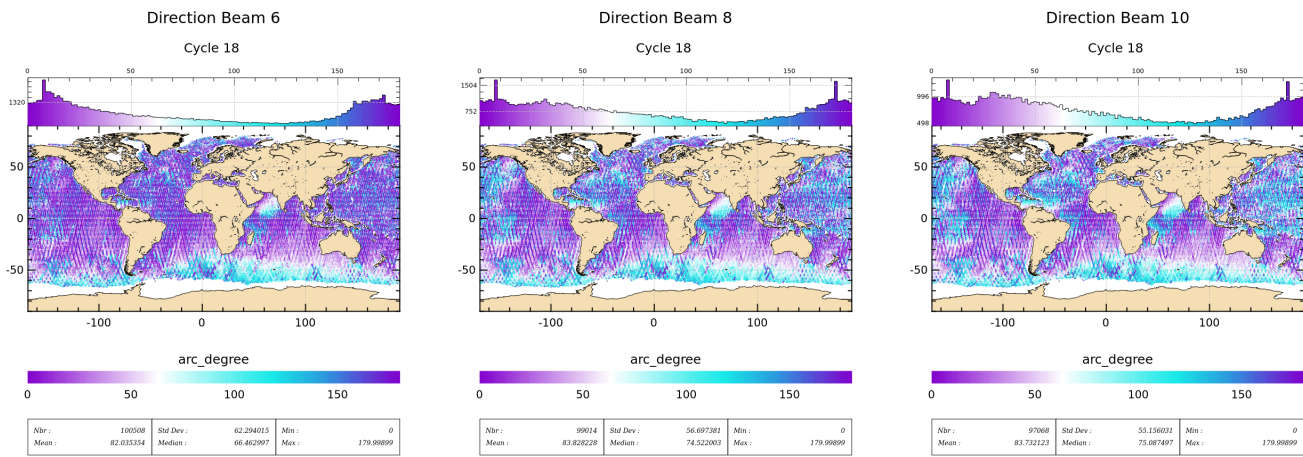 Direction Beam 6
Cycle 18
0 50 100 150
1320
50
0
-50
-100 0 100
arc_degree
0 50 100 150
Nbr : 100508 Std Dev : 62.294015 Min : 0
Mean : 82.035354 Median : 66.462997 Max : 179.99899
Direction Beam 8
Cycle 18
0 50 100 150
1504
752
50
0
-50
-100 0 100
arc_degree
0 50 100 150
Nbr : 99014 Std Dev : 56.697381 Min : 0
Mean : 83.828228 Median : 74.522003 Max : 179.99899
Direction Beam 10
Cycle 18
0 50 100 150
996
498
50
0
-50
-100 0 100
arc_degree
0 50 100 150
Nbr : 97068 Std Dev : 55.156031 Min : 0
Mean : 83.732123 Median : 75.087497 Max : 179.99899